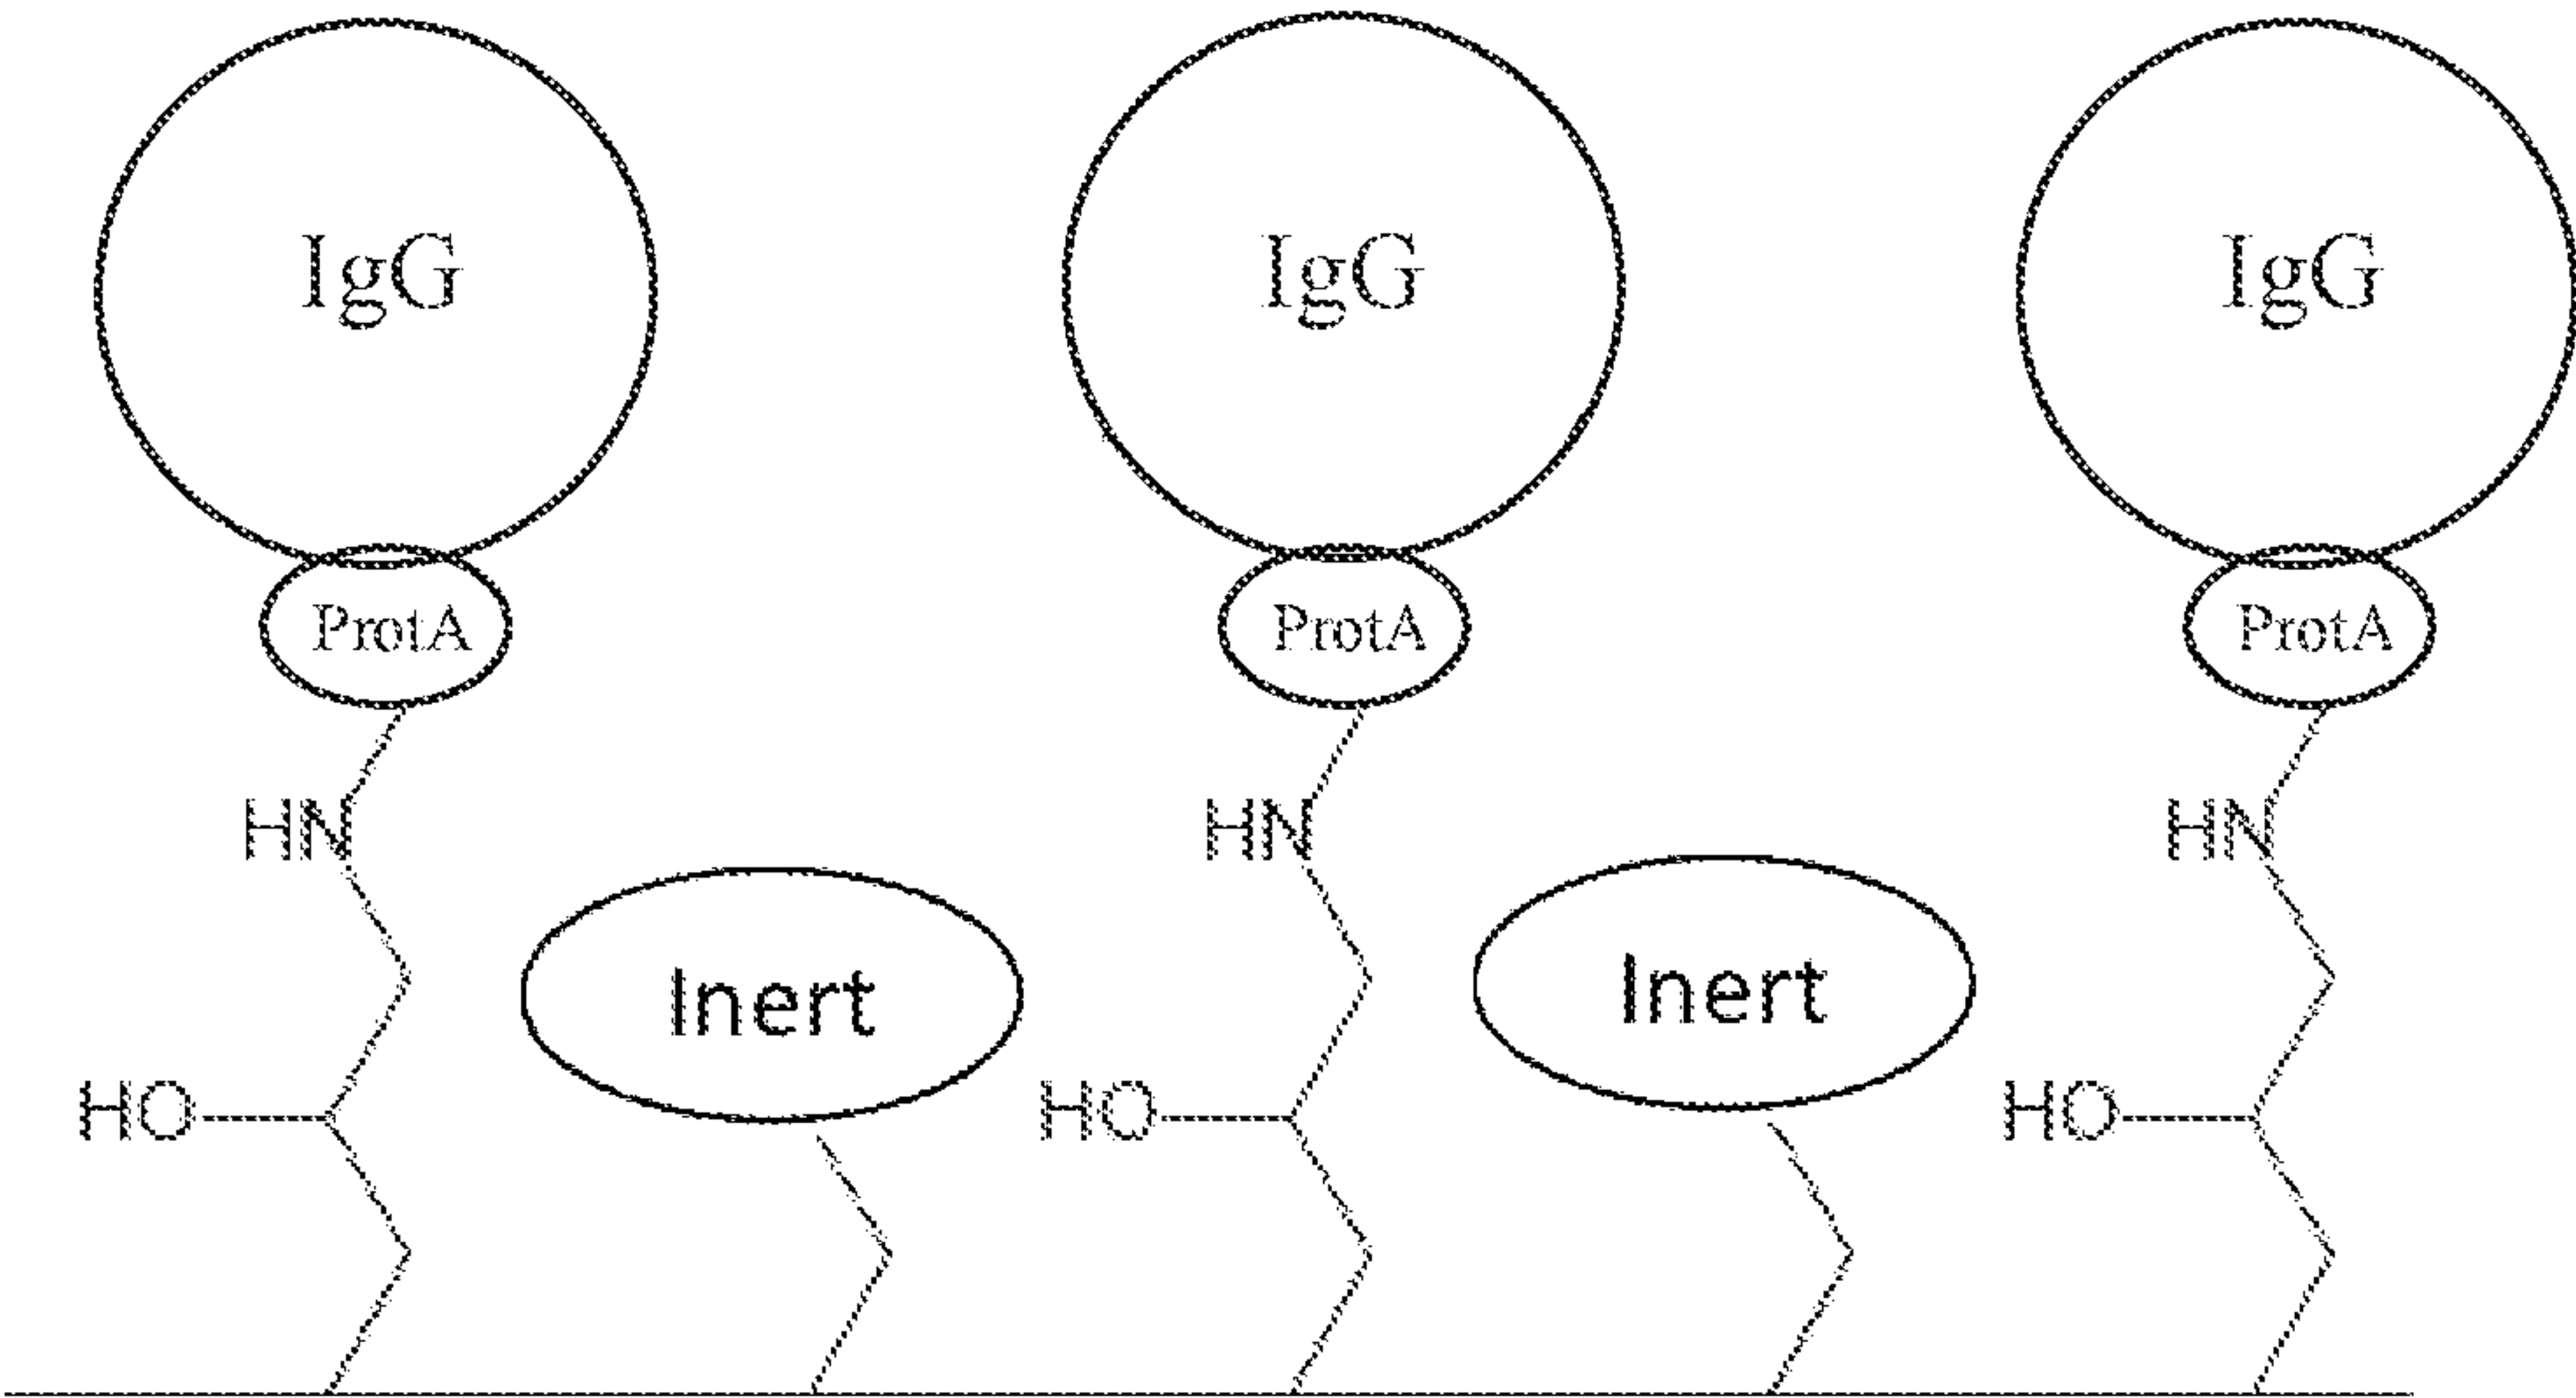 IgG IgG IgG
ProtA ProtA ProtA
HN HN HN
Inert Inert
HO HO HO